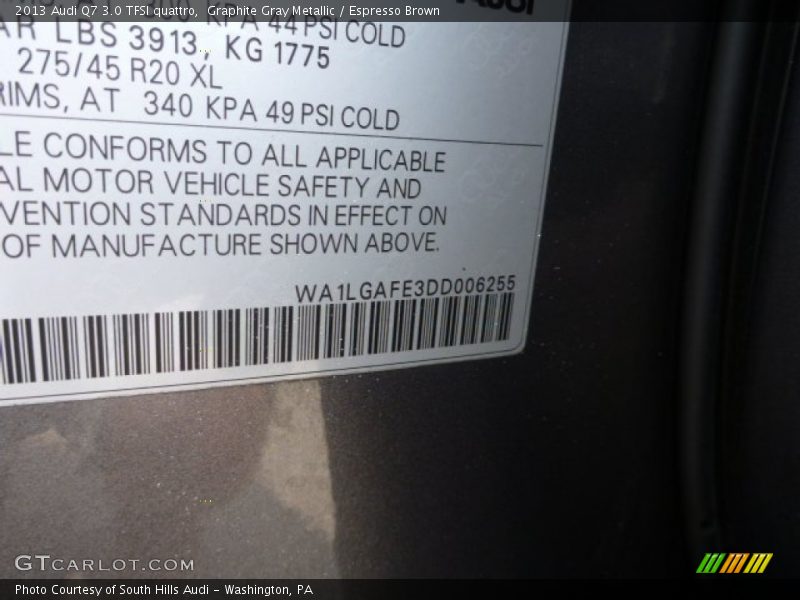 2013 Audi Q7 3.0 TFSI quattro, Graphite Gray Metallic / Espresso Brown
300 KPA 44 PSI COLD
AR LBS 3913, KG 1775
275/45 R20 XL
RIMS, AT 340 KPA 49 PSI COLD
LE CONFORMS TO ALL APPLICABLE
AL MOTOR VEHICLE SAFETY AND
VENTION STANDARDS IN EFFECT ON
OF MANUFACTURE SHOWN ABOVE.
WA1LGAFE3DD006255
GTCARLOT.COM
Photo Courtesy of South Hills Audi - Washington, PA